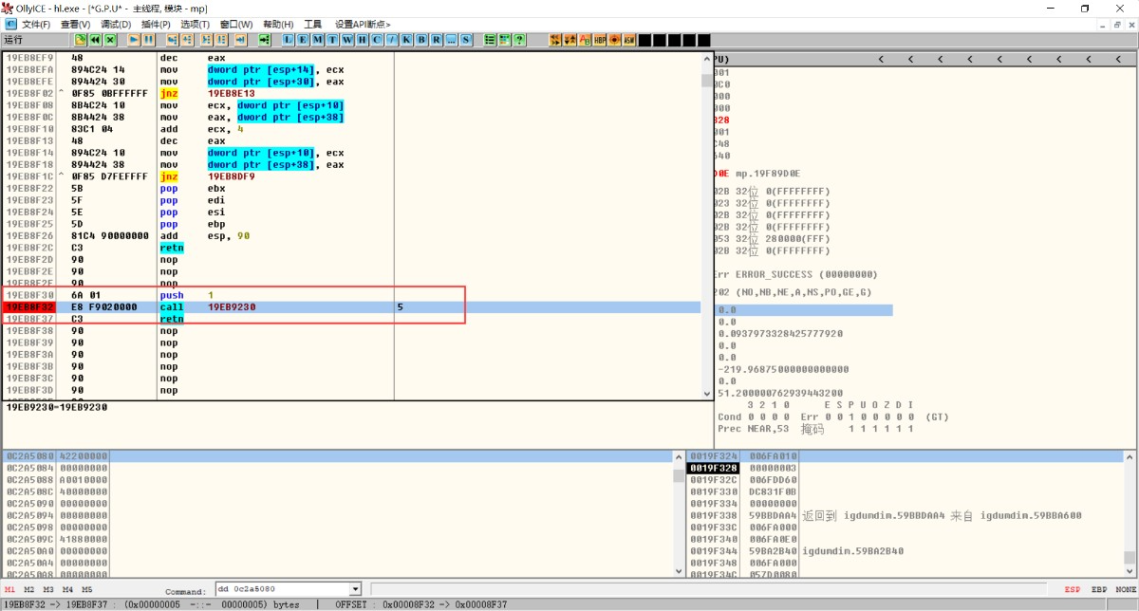 OllyICE - hl.exe - [*G.P.U* - 主线程, 模块 - mp]
文件(F) 查看(V) 调试(D) 插件(P) 选项(T) 窗口(W) 帮助(H) 工具 设置API断点>
运行 L E M T W H C / K B R ... S
19EB8EF9 48 dec eax
19EB8EFA 894C24 14 mov dword ptr [esp+14], ecx
19EB8EFE 894424 30 mov dword ptr [esp+30], eax
19EB8F02 ^ 0F85 0BFFFFFF jnz 19EB8E13
19EB8F08 8B4C24 10 mov ecx, dword ptr [esp+10]
19EB8F0C 8B4424 38 mov eax, dword ptr [esp+38]
19EB8F10 83C1 04 add ecx, 4
19EB8F13 48 dec eax
19EB8F14 894C24 10 mov dword ptr [esp+10], ecx
19EB8F18 894424 38 mov dword ptr [esp+38], eax
19EB8F1C ^ 0F85 D7FEFFFF jnz 19EB8DF9
19EB8F22 5B pop ebx
19EB8F23 5F pop edi
19EB8F24 5E pop esi
19EB8F25 5D pop ebp
19EB8F26 81C4 90000000 add esp, 90
19EB8F2C C3 retn
19EB8F2D 90 nop
19EB8F2E 90 nop
19EB8F2F 90 nop
19EB8F30 6A 01 push 1
19EB8F32 E8 F9020000 call 19EB9230 5
19EB8F37 C3 retn
19EB8F38 90 nop
19EB8F39 90 nop
19EB8F3A 90 nop
19EB8F3B 90 nop
19EB8F3C 90 nop
19EB8F3D 90 nop
19EB9230=19EB9230
PU) < < < < < < < < <
001
0C0
000
000
328
001
C48
640
D0E mp.19F89D0E
02B 32位 0(FFFFFFFF)
023 32位 0(FFFFFFFF)
02B 32位 0(FFFFFFFF)
02B 32位 0(FFFFFFFF)
053 32位 280000(FFF)
02B 32位 0(FFFFFFFF)
Err ERROR_SUCCESS (00000000)
202 (NO,NB,NE,A,NS,PO,GE,G)
0.0
0.0
0.0937973328425777920
0.0
0.0
-219.96875000000000000
0.0
51.200000762939443200
3 2 1 0 E S P U O Z D I
Cond 0 0 0 0 Err 0 0 1 0 0 0 0 0 (GT)
Prec NEAR,53 掩码 1 1 1 1 1 1
0C2A5080 42200000
0C2A5084 00000000
0C2A5088 A0010000
0C2A508C 40000000
0C2A5090 00000000
0C2A5094 00000000
0C2A5098 00000000
0C2A509C 41880000
0C2A50A0 00000000
0C2A50A4 00000000
0C2A50A8 00000000
0019F324 006FA010
0019F328 00000003
0019F32C 006FDD60
0019F330 DC831F0B
0019F334 00000000
0019F338 59BBDAA4 返回到 igdumdim.59BBDAA4 来自 igdumdim.59BBA600
0019F33C 006FA000
0019F340 006FA0E0
0019F344 59BA2B40 igdumdim.59BA2B40
0019F348 006FA000
0019F34C 057D0080
M1 M2 M3 M4 M5 Command: dd 0c2a5080 ESP EBP NONE
19EB8F32 -> 19EB8F37 : (0x00000005 -::- 00000005) bytes | OFFSET : 0x00008F32 -> 0x00008F37